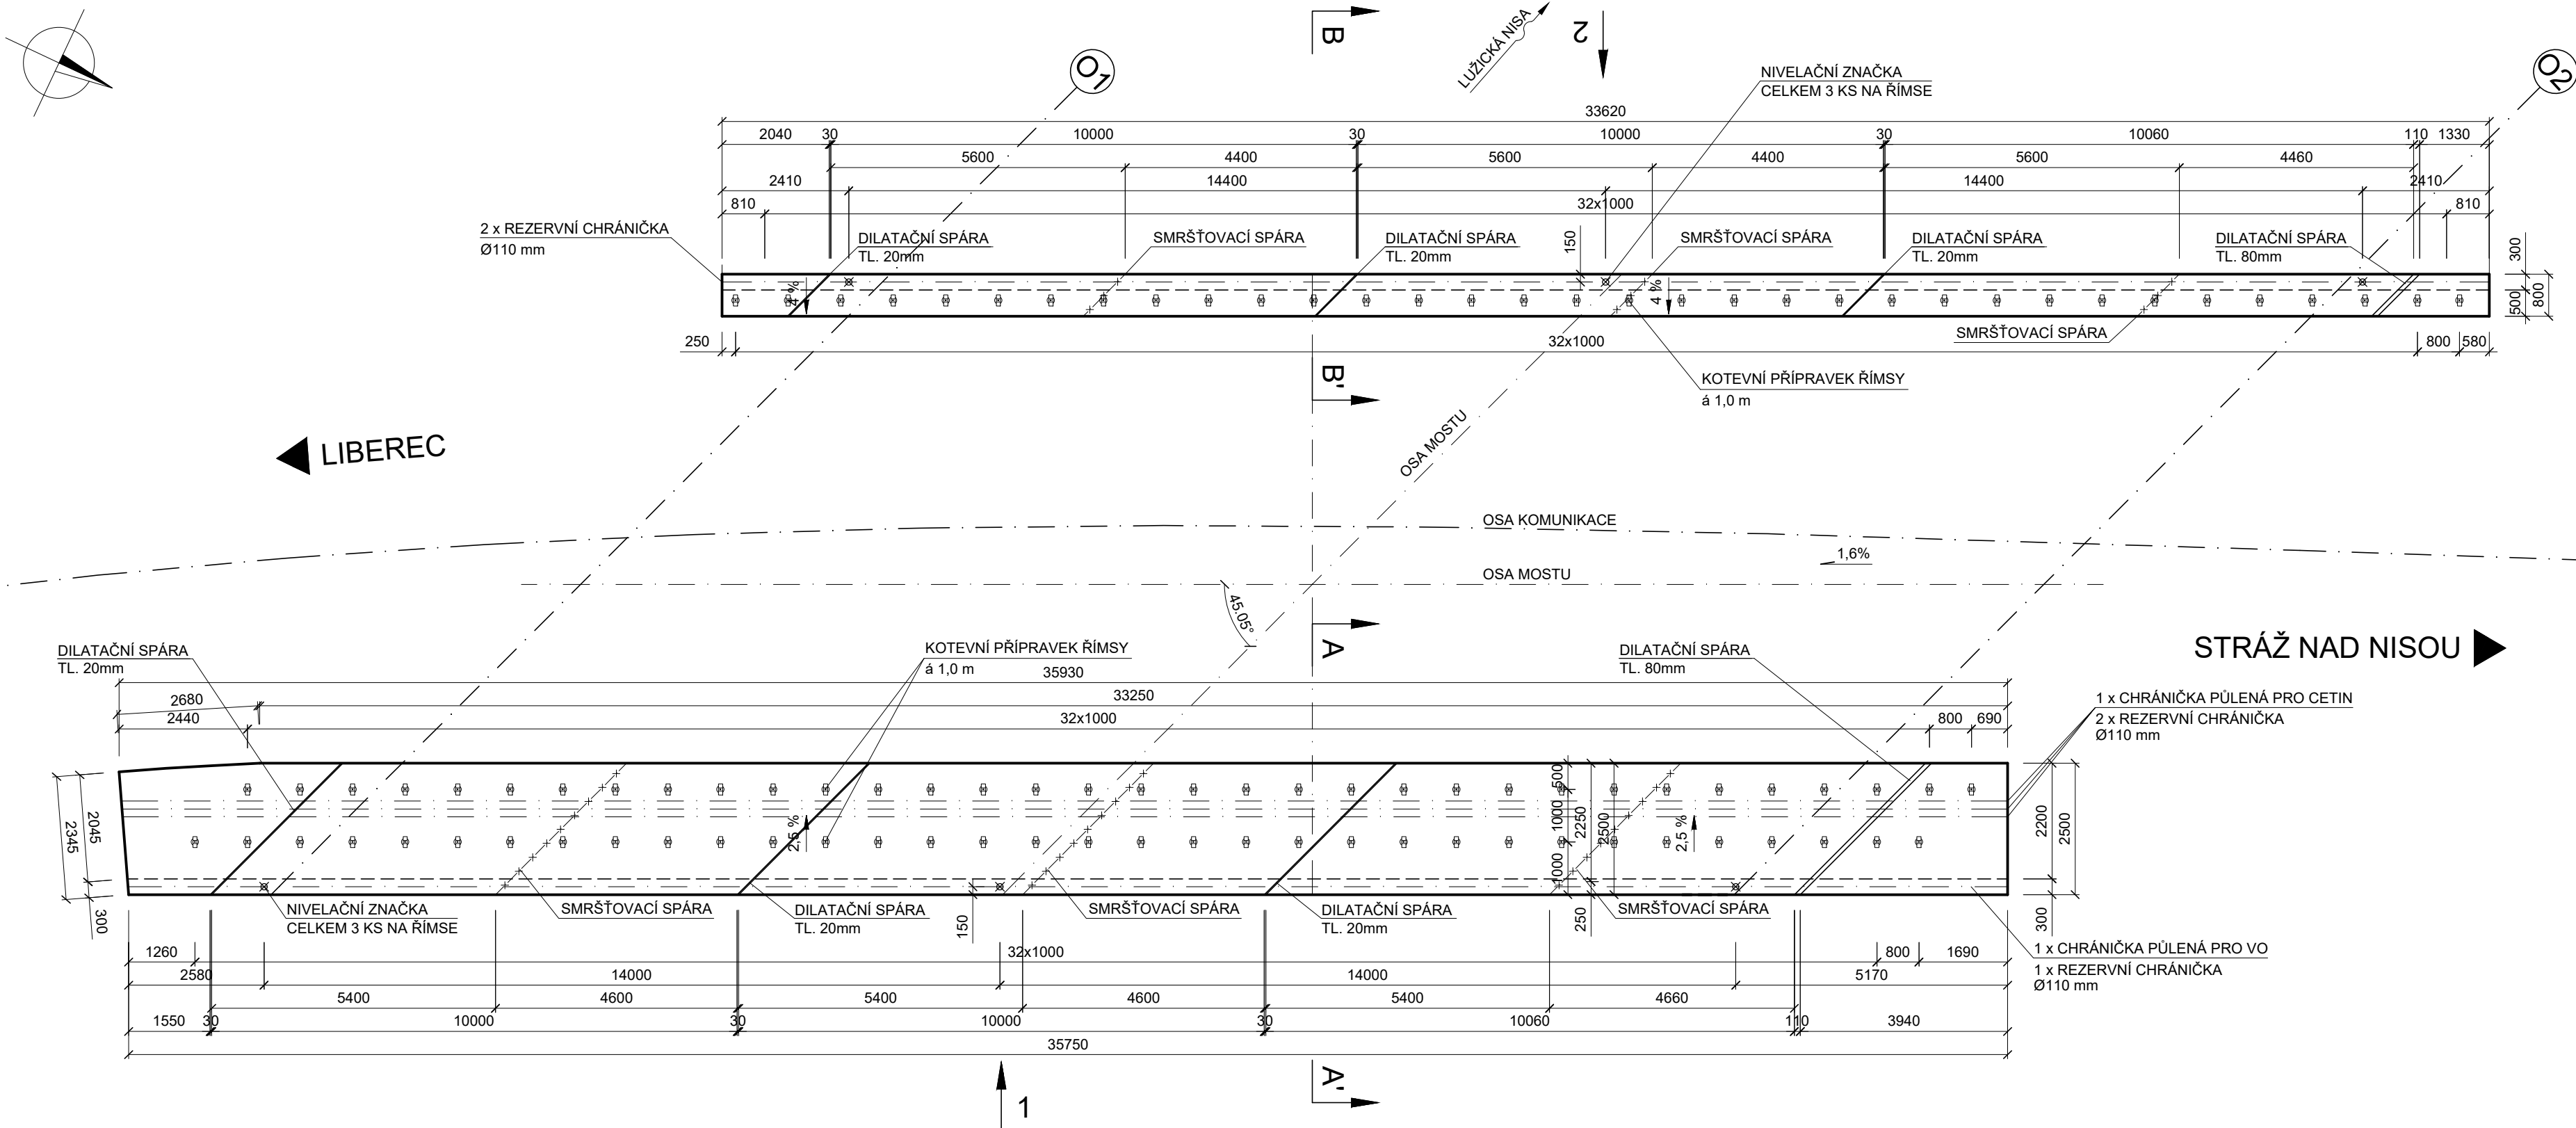 O1
B
LUŽICKÁ NISA
2
O2
NIVELAČNÍ ZNAČKA
CELKEM 3 KS NA ŘÍMSE
33620
2040 30 10000 30 10000 30 10060 110 1330
5600 4400 5600 4400 5600 4460
2410 14400 14400 2410
810 32x1000 810
2 x REZERVNÍ CHRÁNIČKA
Ø110 mm
DILATAČNÍ SPÁRA
TL. 20mm
SMRŠŤOVACÍ SPÁRA
DILATAČNÍ SPÁRA
TL. 20mm
150
SMRŠŤOVACÍ SPÁRA
DILATAČNÍ SPÁRA
TL. 20mm
DILATAČNÍ SPÁRA
TL. 80mm
300
500
800
4 %
4 %
SMRŠŤOVACÍ SPÁRA
250 32x1000 800 580
B'
KOTEVNÍ PŘÍPRAVEK ŘÍMSY
á 1,0 m
LIBEREC
OSA MOSTU
OSA KOMUNIKACE
1,6%
OSA MOSTU
45.05°
A
STRÁŽ NAD NISOU
DILATAČNÍ SPÁRA
TL. 20mm
KOTEVNÍ PŘÍPRAVEK ŘÍMSY
á 1,0 m
DILATAČNÍ SPÁRA
TL. 80mm
35930
2680 33250
2440 32x1000 800 690
1 x CHRÁNIČKA PŮLENÁ PRO CETIN
2 x REZERVNÍ CHRÁNIČKA
Ø110 mm
2345
2045
300
2,5 %
500
1000
1000
2250
250
2500
2,5 %
2200
300
2500
NIVELAČNÍ ZNAČKA
CELKEM 3 KS NA ŘÍMSE
SMRŠŤOVACÍ SPÁRA
DILATAČNÍ SPÁRA
TL. 20mm
150
SMRŠŤOVACÍ SPÁRA
DILATAČNÍ SPÁRA
TL. 20mm
SMRŠŤOVACÍ SPÁRA
1 x CHRÁNIČKA PŮLENÁ PRO VO
1 x REZERVNÍ CHRÁNIČKA
Ø110 mm
1260 32x1000 800 1690
2580 14000 14000 5170
5400 4600 5400 4600 5400 4660
1550 30 10000 30 10000 30 10060 110 3940
35750
A'
1